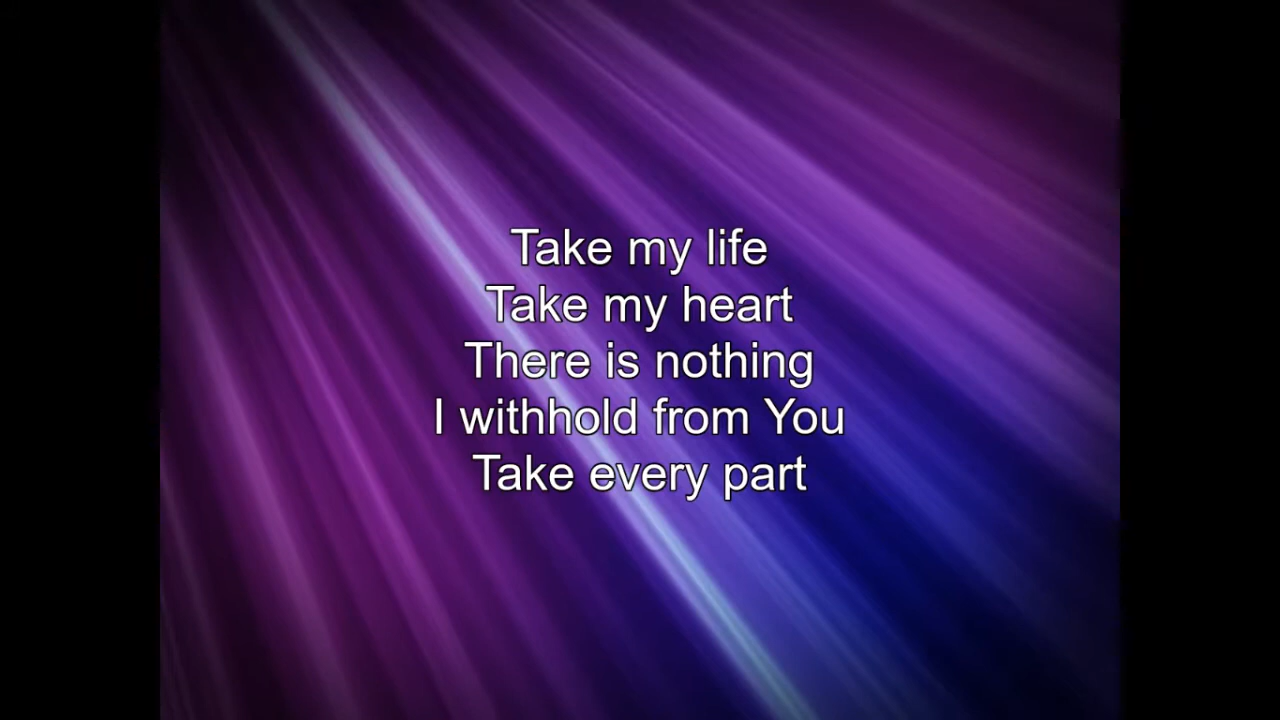 Take my life
Take my heart
There is nothing
I withhold from You
Take every part